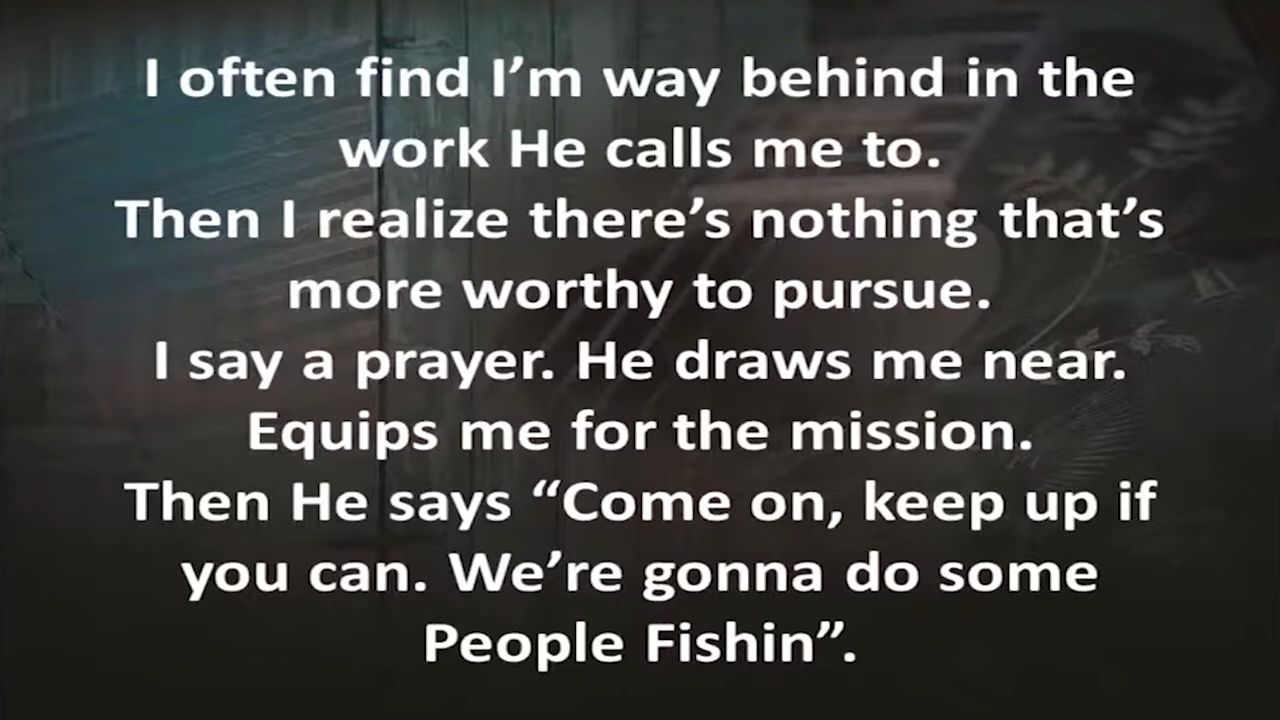 I often find I’m way behind in the
work He calls me to.
Then I realize there’s nothing that’s
more worthy to pursue.
I say a prayer. He draws me near.
Equips me for the mission.
Then He says “Come on, keep up if
you can. We’re gonna do some
People Fishin”.